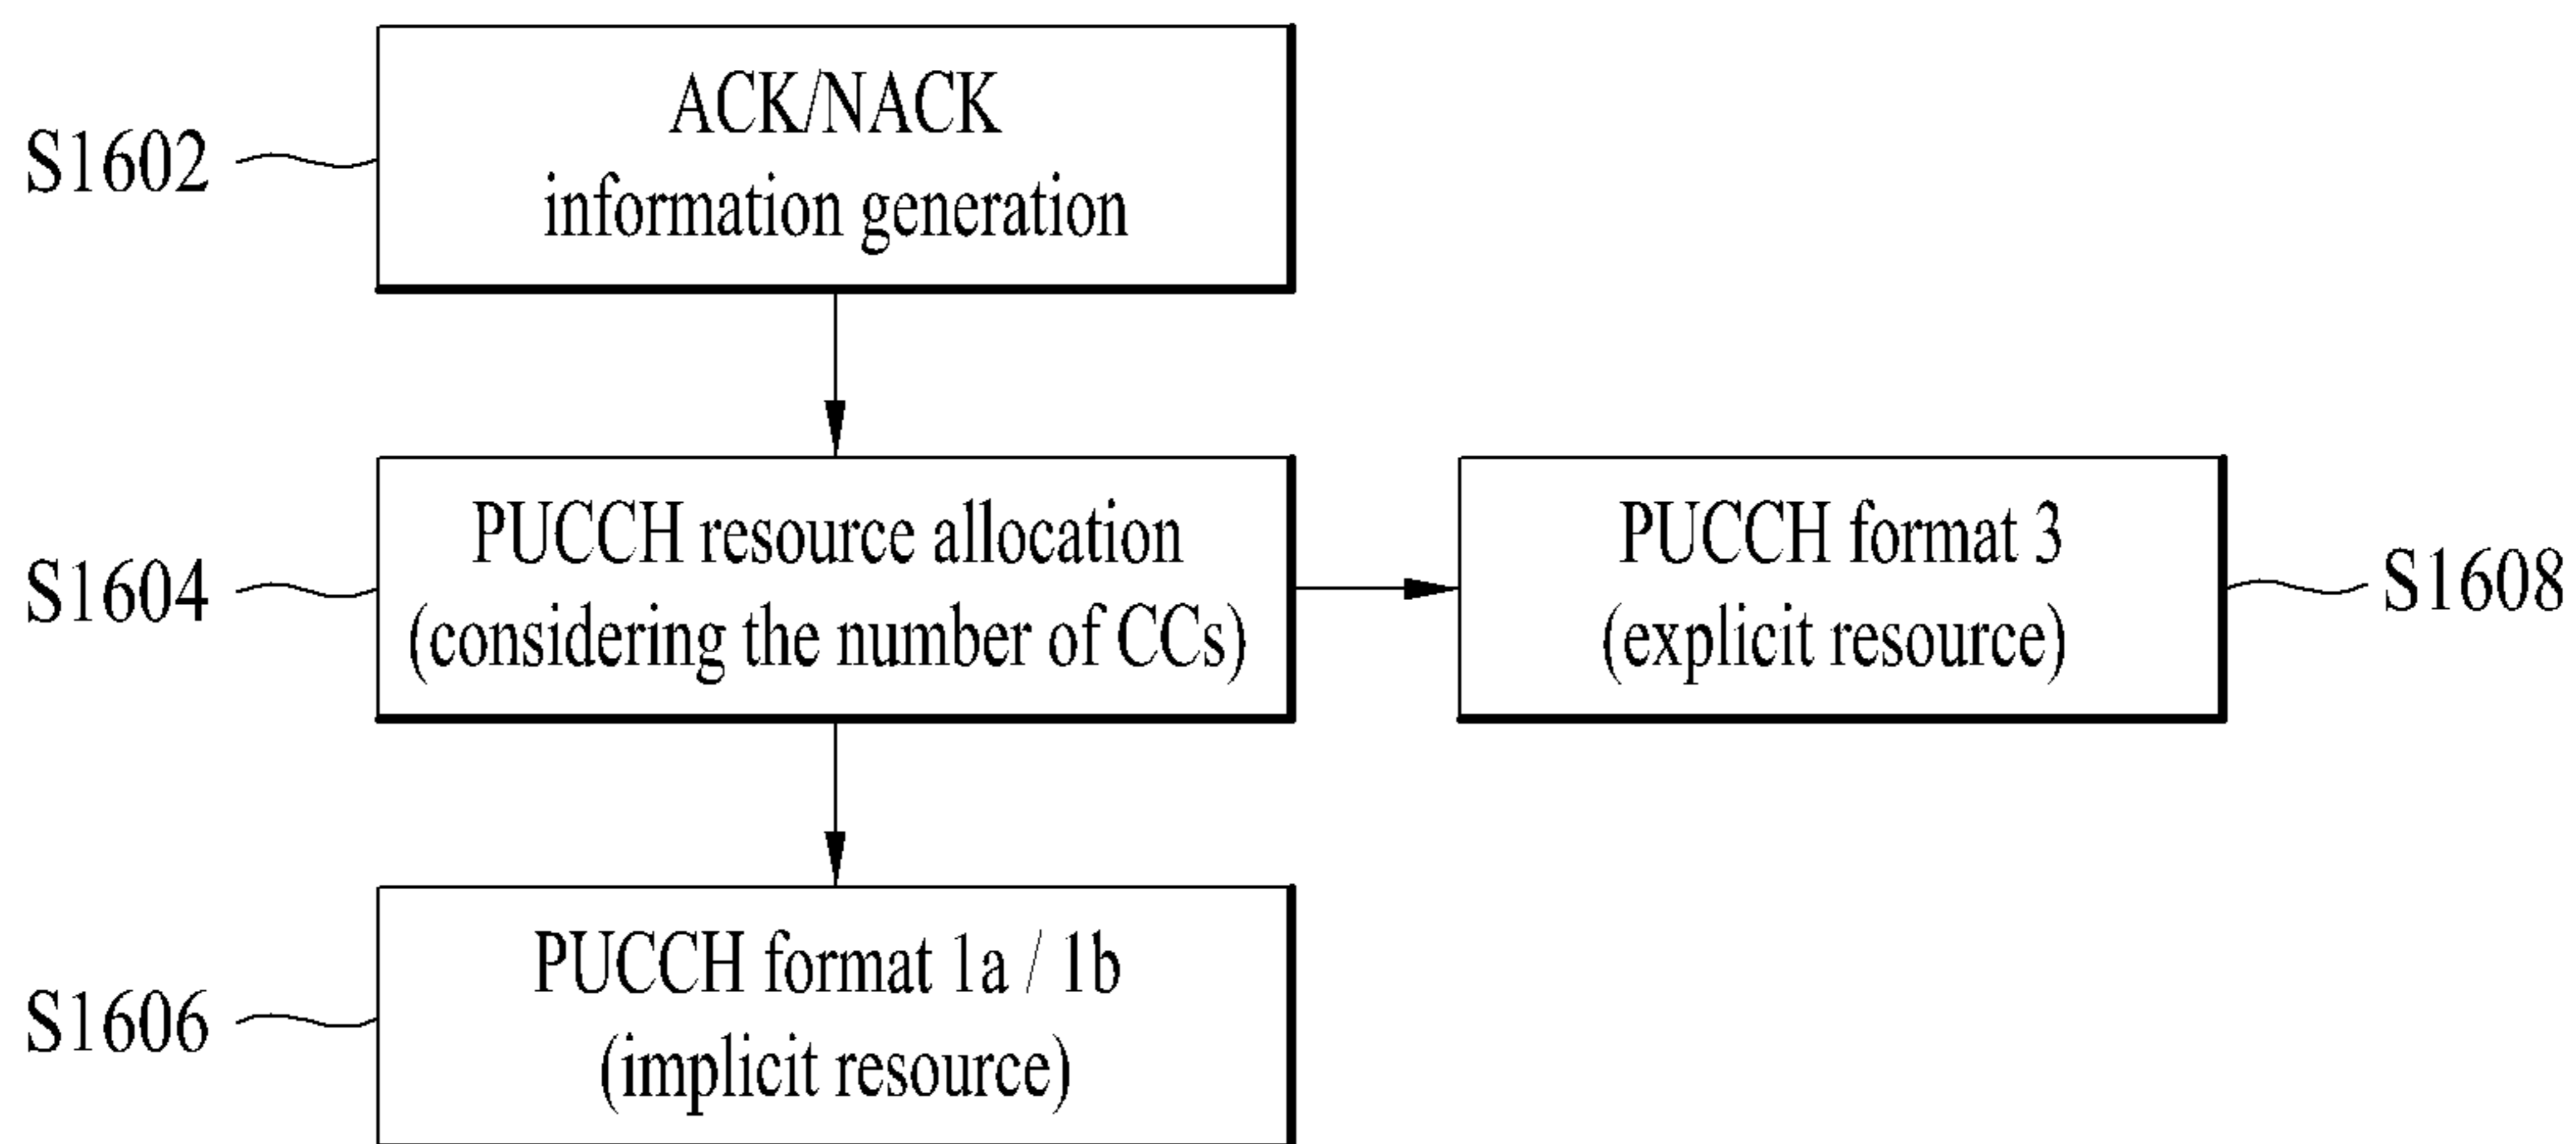 S1602
ACK/NACK
information generation
S1604
PUCCH resource allocation
(considering the number of CCs)
PUCCH format 3
(explicit resource)
S1608
S1606
PUCCH format 1a / 1b
(implicit resource)